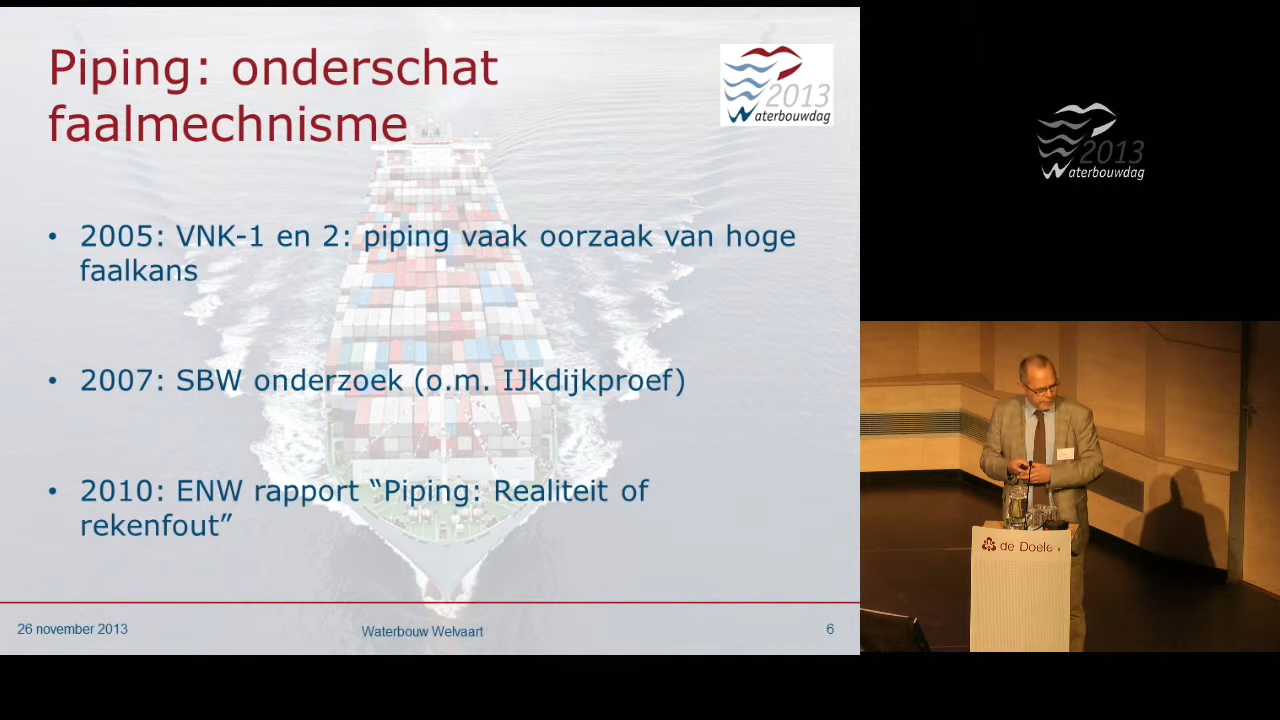 Piping: onderschat
faalmechnisme
2013
Waterbouwdag
• 2005: VNK-1 en 2: piping vaak oorzaak van hoge
faalkans
• 2007: SBW onderzoek (o.m. IJkdijkproef)
• 2010: ENW rapport “Piping: Realiteit of
rekenfout”
26 november 2013
Waterbouw Welvaart
6
2013
Waterbouwdag
de Doelen